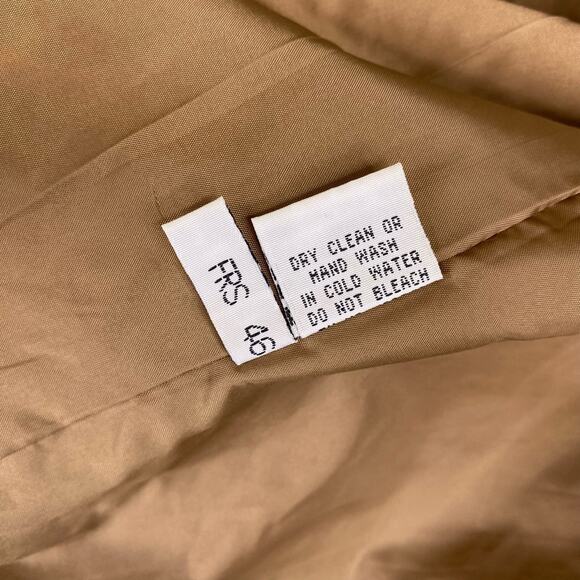 FRS 46
DRY CLEAN OR
HAND WASH
IN COLD WATER
DO NOT BLEACH